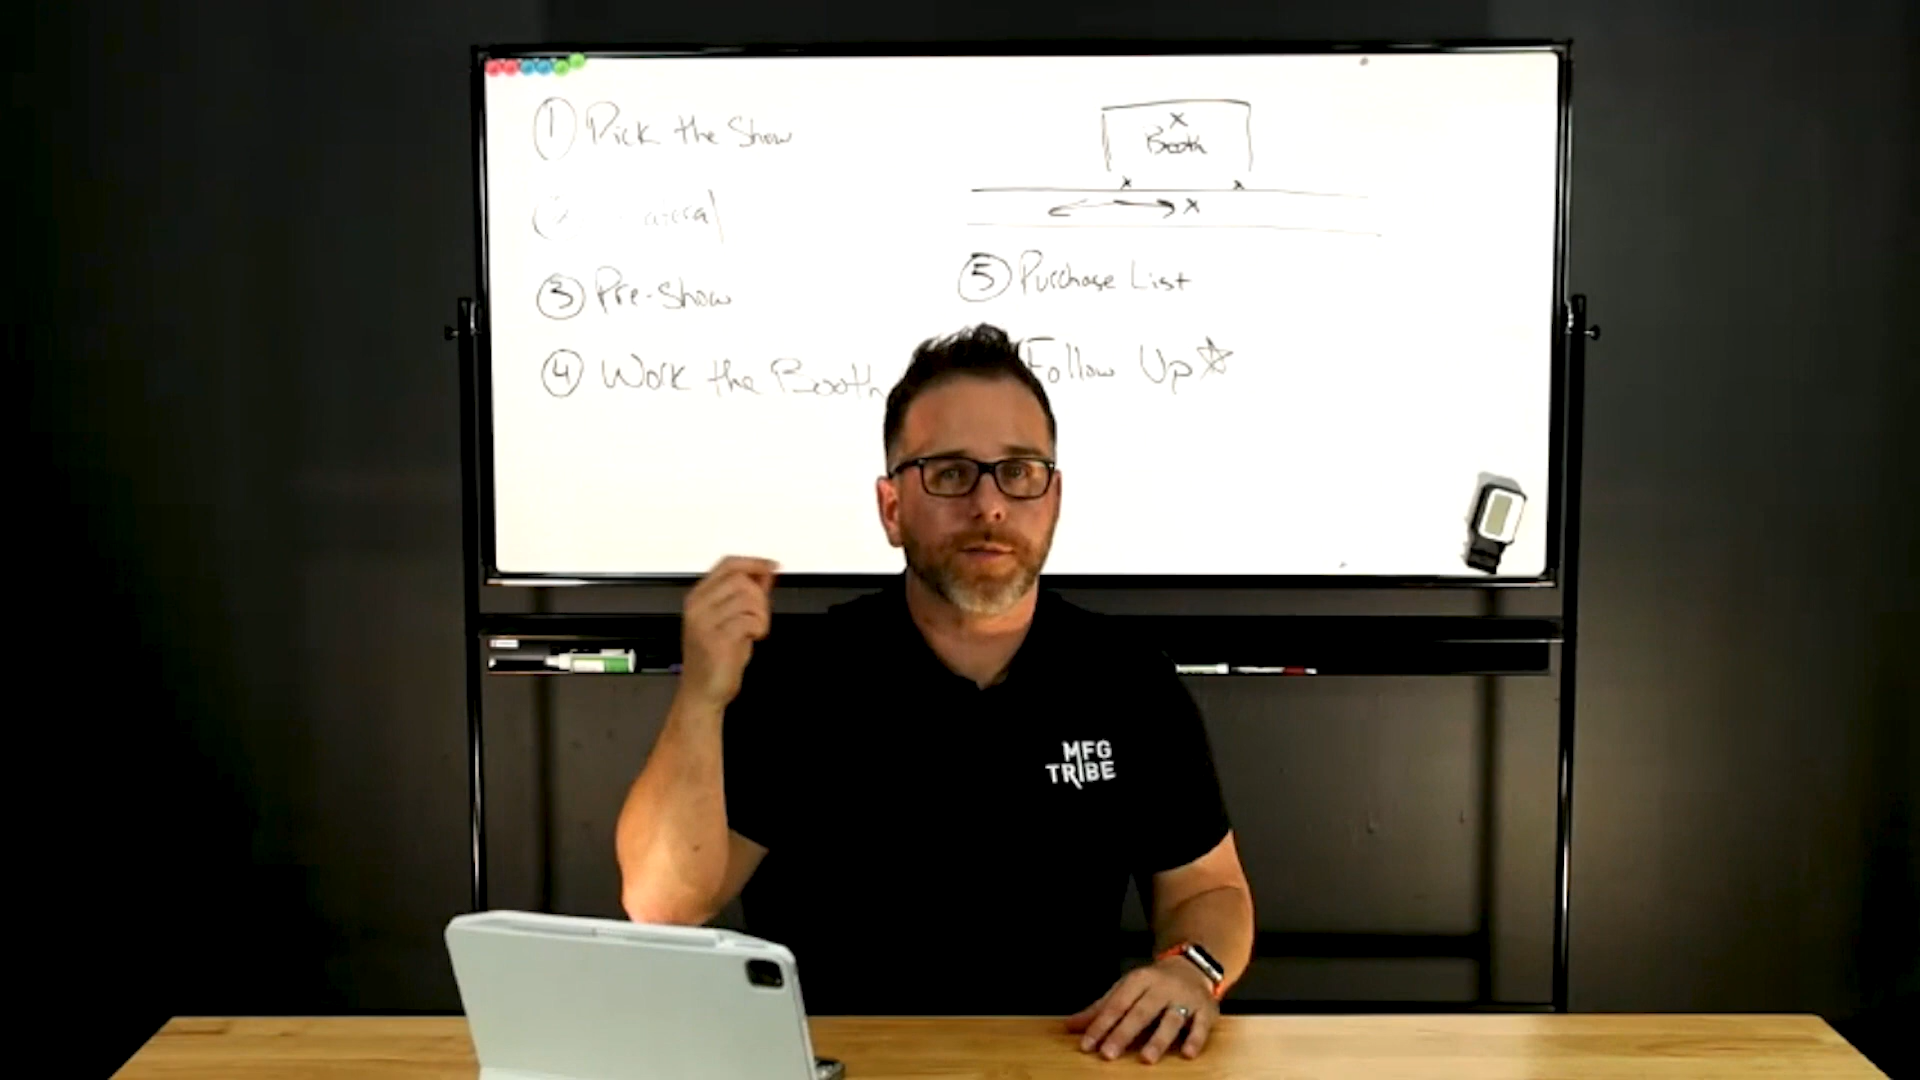 1 Pick the Show
3 Pre-Show
4 Work the Booth
X
Booth
x x
X
5 Purchase List
Follow Up
MFG
TRIBE